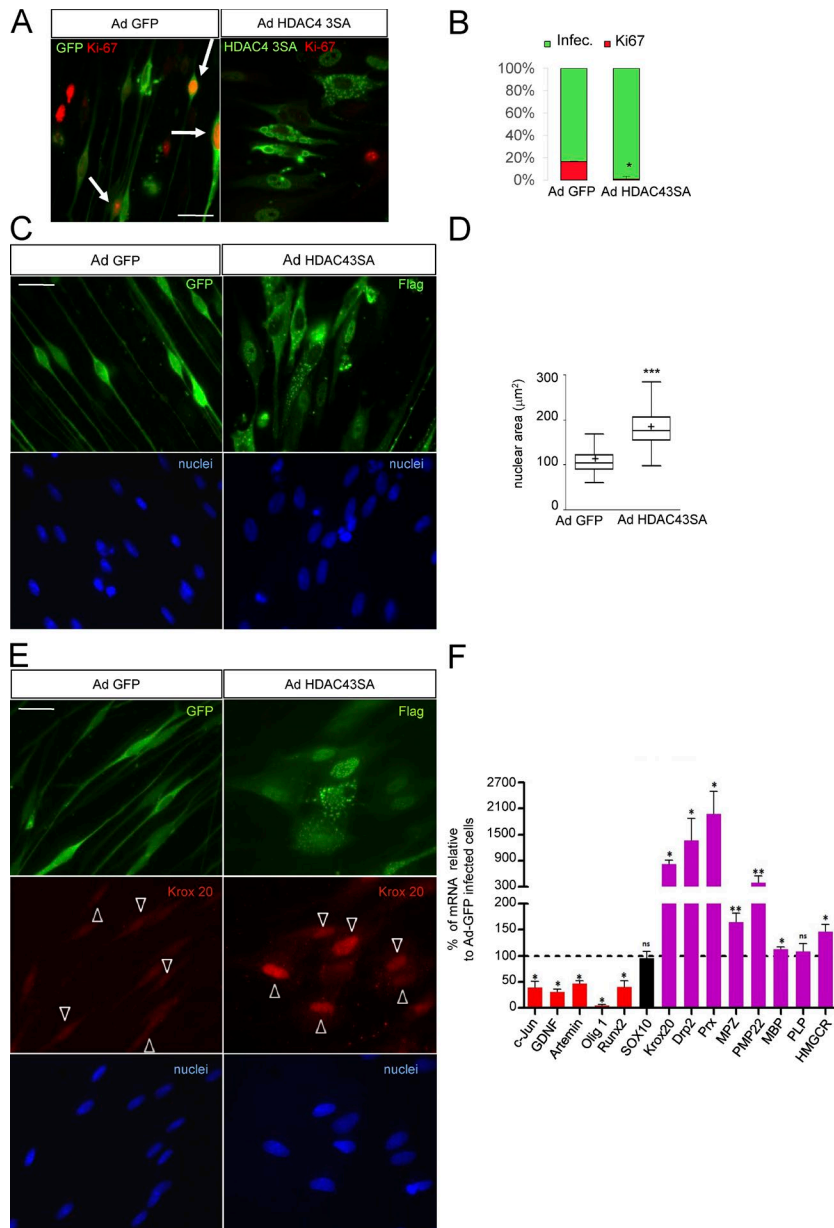 A
Ad GFP
Ad HDAC4 3SA
GFP Ki-67
HDAC4 3SA Ki-67
B
Infec.
Ki67
100%
80%
60%
40%
20%
0%
*
Ad GFP
Ad HDAC43SA
C
Ad GFP
Ad HDAC43SA
GFP
Flag
nuclei
nuclei
D
nuclear area (μm²)
300
200
100
0
+
+
***
Ad GFP
Ad HDAC43SA
E
Ad GFP
Ad HDAC43SA
GFP
Flag
Krox 20
Krox 20
nuclei
nuclei
F
% of mRNA relative
to Ad-GFP infected cells
2700
2100
1500
900
300
200
150
100
50
0
*
*
*
*
*
ns
*
*
*
**
**
*
ns
*
c-Jun
GDNF
Artemin
Olig 1
Runx2
SOX10
Krox20
Drp2
Prx
MPZ
PMP22
MBP
PLP
HMGCR